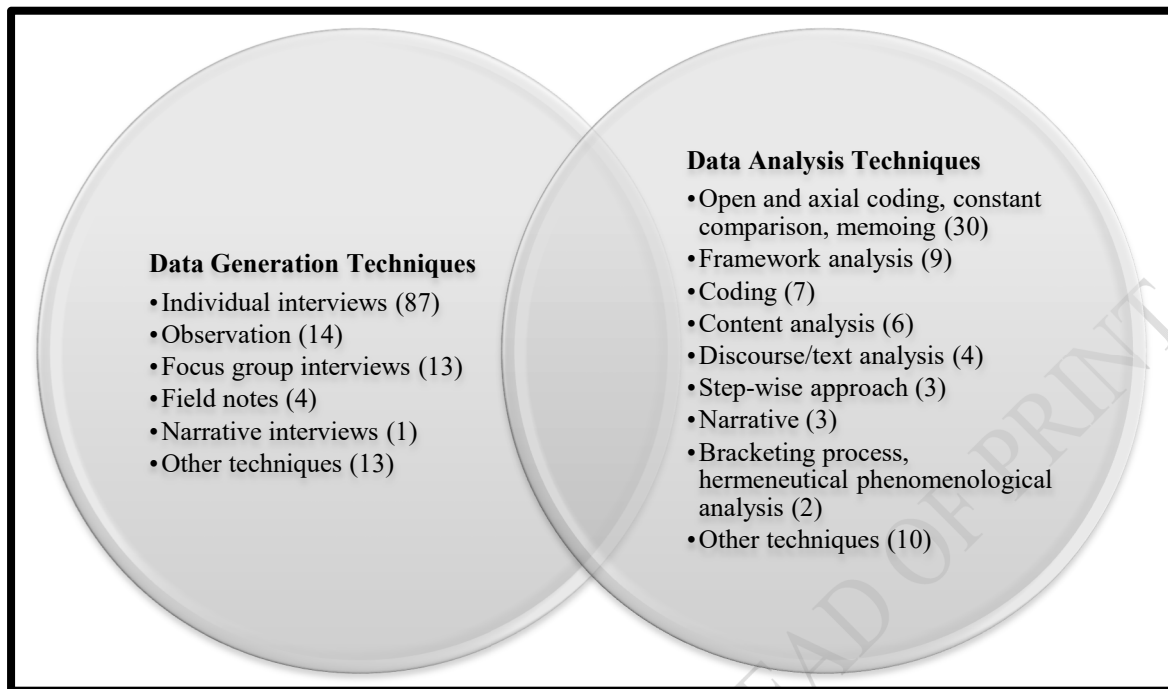 Data Generation Techniques
•Individual interviews (87)
•Observation (14)
•Focus group interviews (13)
•Field notes (4)
•Narrative interviews (1)
•Other techniques (13)
Data Analysis Techniques
•Open and axial coding, constant
comparison, memoing (30)
•Framework analysis (9)
•Coding (7)
•Content analysis (6)
•Discourse/text analysis (4)
•Step-wise approach (3)
•Narrative (3)
•Bracketing process,
hermeneutical phenomenological
analysis (2)
•Other techniques (10)
EAD OF PRINT